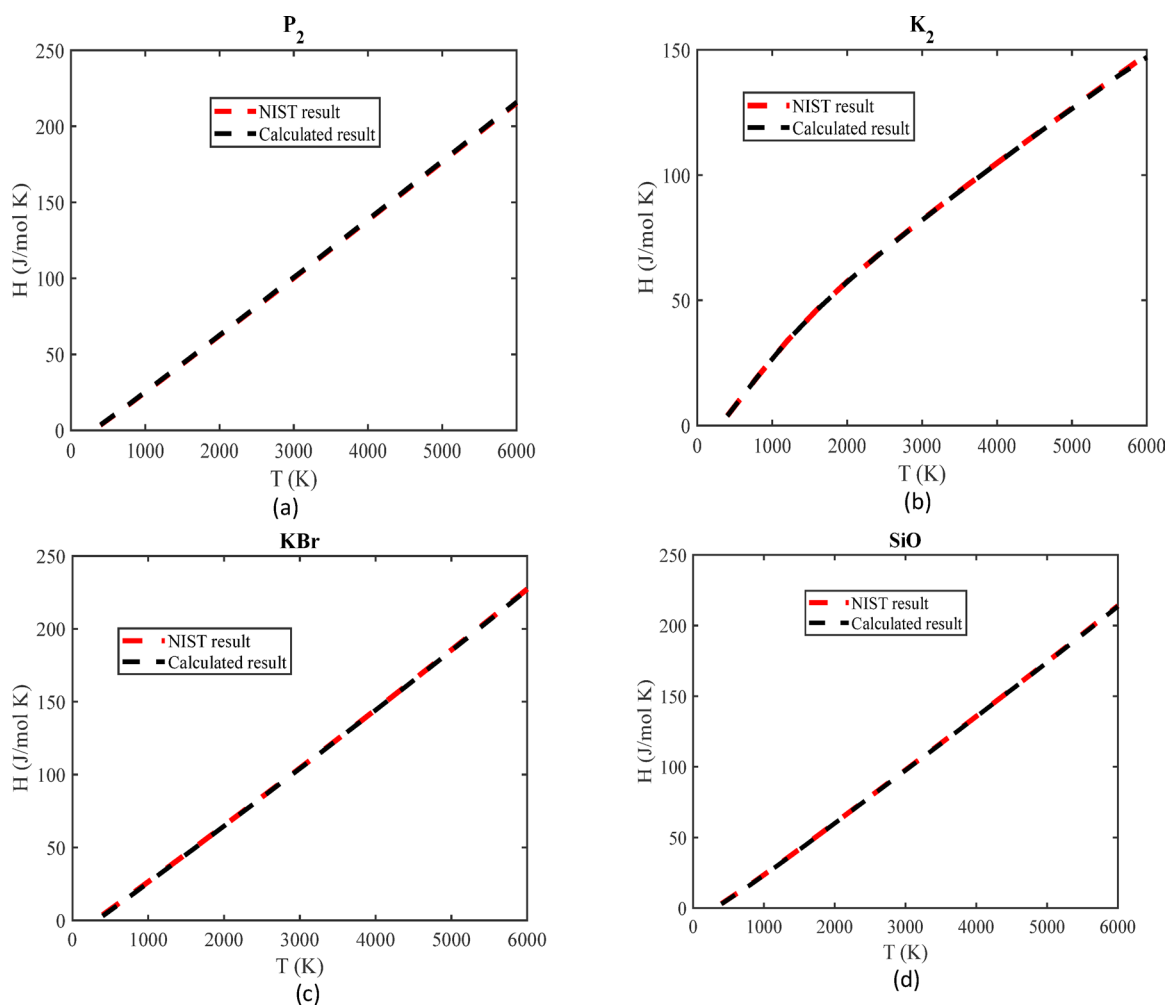 P2
250
200
150
100
50
0
H (J/mol K)
NIST result
Calculated result
0 1000 2000 3000 4000 5000 6000
T (K)
(a)
K2
150
100
50
0
H (J/mol K)
NIST result
Calculated result
0 1000 2000 3000 4000 5000 6000
T (K)
(b)
KBr
250
200
150
100
50
0
H (J/mol K)
NIST result
Calculated result
0 1000 2000 3000 4000 5000 6000
T (K)
(c)
SiO
250
200
150
100
50
0
H (J/mol K)
NIST result
Calculated result
0 1000 2000 3000 4000 5000 6000
T (K)
(d)